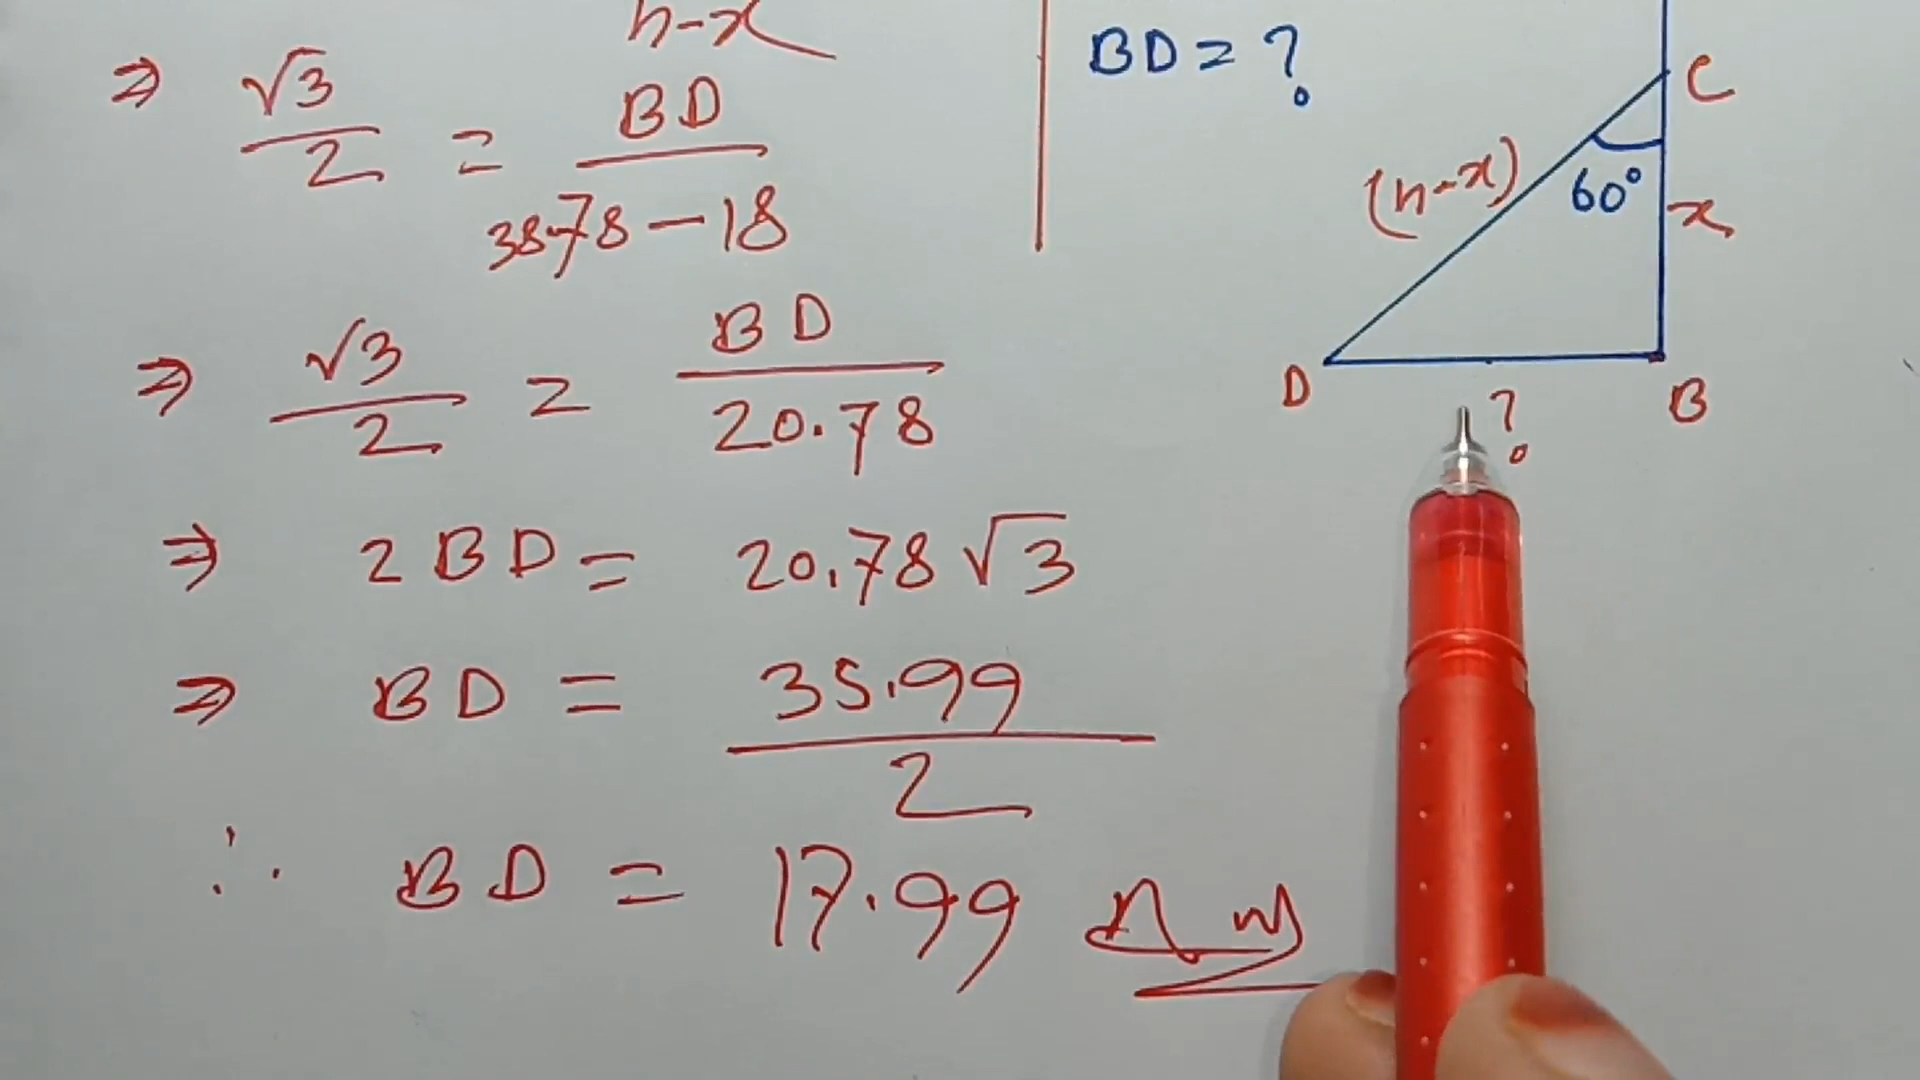 h-x
⇒ √3/2 = BD/38.78-18
⇒ √3/2 = BD/20.78
⇒ 2BD = 20.78√3
⇒ BD = 35.99/2
∴ BD = 17.99 Ans
BD = ?
C
(h-x)
60°
x
D
?
B